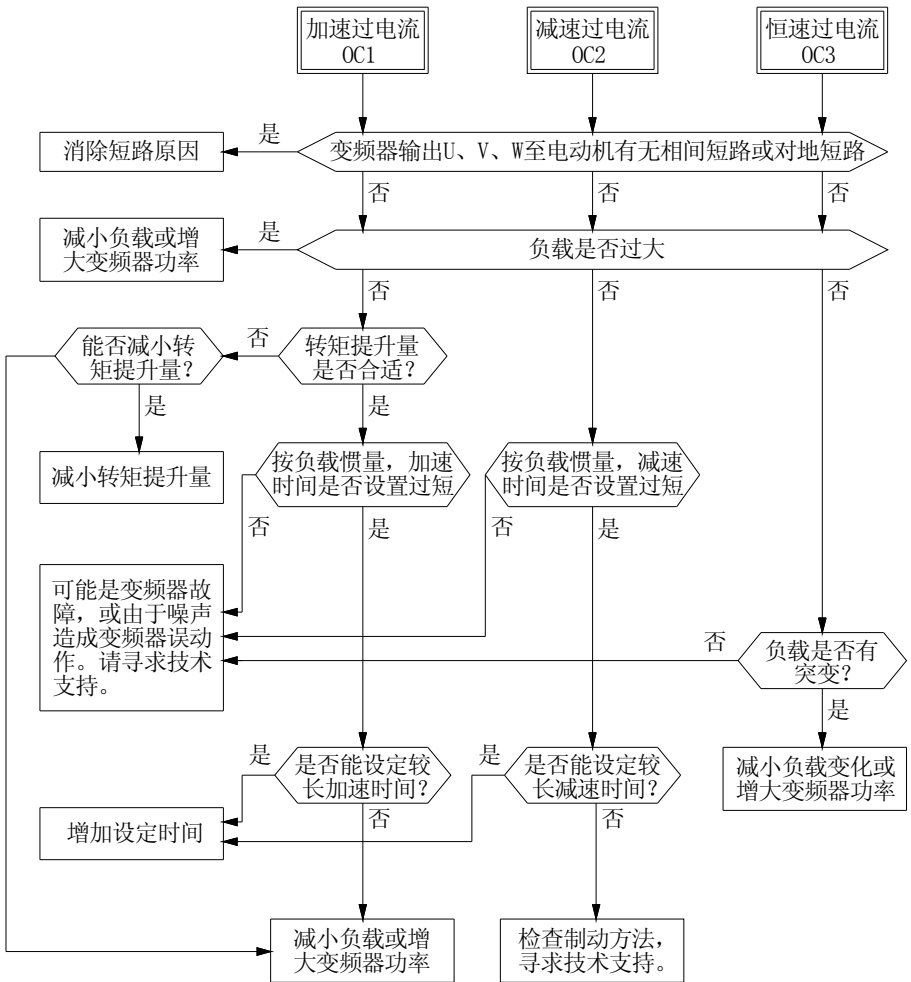 加速过电流
OC1
减速过电流
OC2
恒速过电流
OC3
是
消除短路原因
变频器输出U、V、W至电动机有无相间短路或对地短路
否
否
否
减小负载或增
大变频器功率
是
负载是否过大
否
否
否
能否减小转
矩提升量？
否
转矩提升量
是否合适？
是
是
减小转矩提升量
按负载惯量，加速
时间是否设置过短
按负载惯量，减速
时间是否设置过短
否
是
否
是
可能是变频器故
障，或由于噪声
造成变频器误动
作。请寻求技术
支持。
否
负载是否有
突变？
是
是
是否能设定较
长加速时间？
是
是否能设定较
长减速时间？
减小负载变化或
增大变频器功率
增加设定时间
否
否
减小负载或增
大变频器功率
检查制动方法，
寻求技术支持。